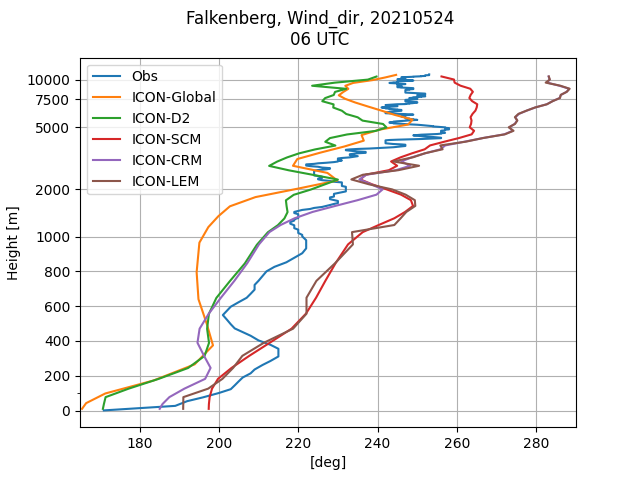 Falkenberg, Wind_dir, 20210524
06 UTC
Obs
ICON-Global
ICON-D2
ICON-SCM
ICON-CRM
ICON-LEM
10000
7500
5000
2000
1000
800
600
400
200
0
Height [m]
180
200
220
240
260
280
[deg]